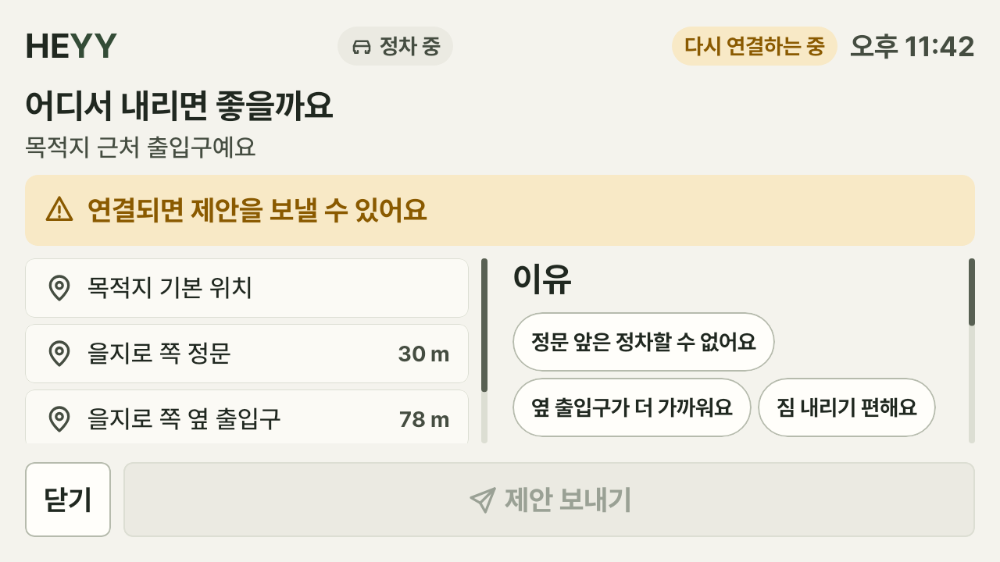 HEYY
정차 중
다시 연결하는 중
오후 11:42
어디서 내리면 좋을까요
목적지 근처 출입구예요
연결되면 제안을 보낼 수 있어요
목적지 기본 위치
을지로 쪽 정문 30 m
을지로 쪽 옆 출입구 78 m
이유
정문 앞은 정차할 수 없어요
옆 출입구가 더 가까워요
짐 내리기 편해요
닫기
제안 보내기